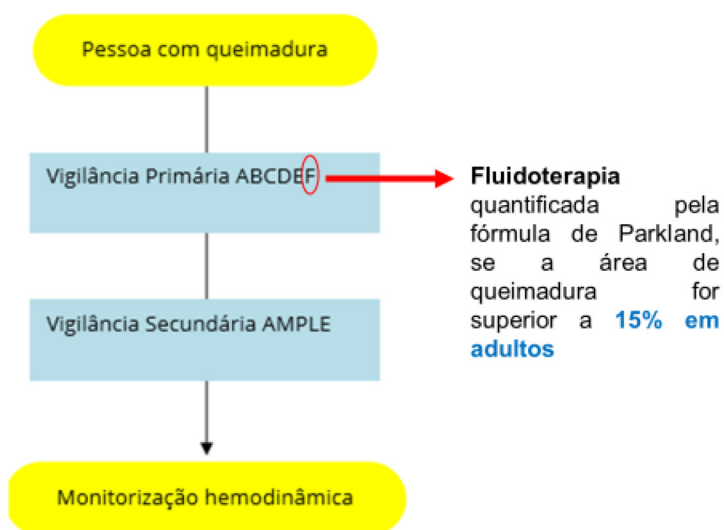 Pessoa com queimadura
Vigilância Primária ABCDEF
Fluidoterapia
quantificada pela
fórmula de Parkland,
se a área de
queimadura for
superior a 15% em
adultos
Vigilância Secundária AMPLE
Monitorização hemodinâmica